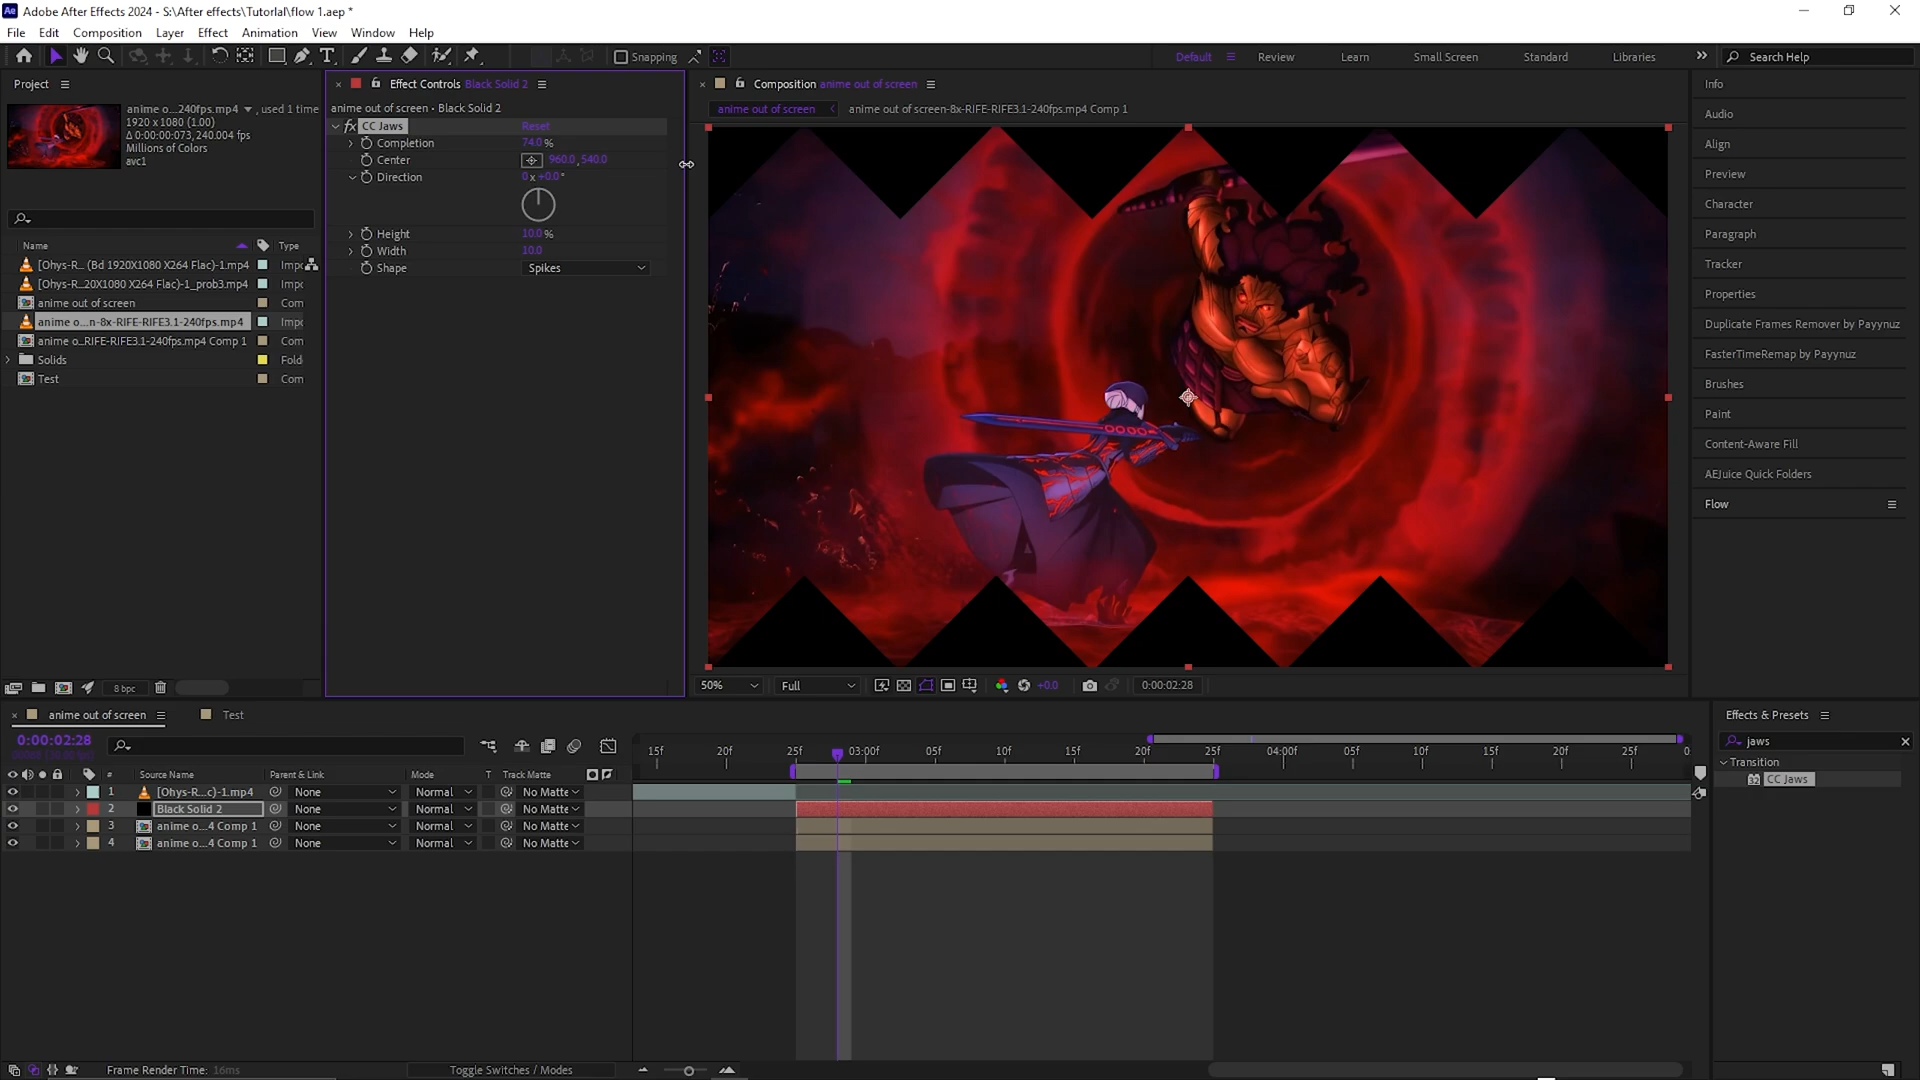 Adobe After Effects 2024 - S:\After effects\Tutorial\flow 1.aep *
File Edit Composition Layer Effect Animation View Window Help
Snapping
Default Review Learn Small Screen Standard Libraries Search Help
Project
anime o...240fps.mp4 , used 1 time
1920 x 1080 (1.00)
Δ 0:00:00:073, 240.004 fps
Millions of Colors
avc1
Name Type
[Ohys-R... (Bd 1920X1080 X264 Flac)-1.mp4 Impo
[Ohys-R...20X1080 X264 Flac)-1_prob3.mp4 Impo
anime out of screen Com
anime o...n-8x-RIFE-RIFE3.1-240fps.mp4 Impo
anime o...RIFE-RIFE3.1-240fps.mp4 Comp 1 Com
Solids Fold
Test Com
8 bpc
Effect Controls Black Solid 2
anime out of screen • Black Solid 2
fx CC Jaws Reset
Completion 74.0 %
Center 960.0, 540.0
Direction 0 x +0.0 °
Height 10.0 %
Width 10.0
Shape Spikes
Composition anime out of screen
anime out of screen anime out of screen-8x-RIFE-RIFE3.1-240fps.mp4 Comp 1
50% Full +0.0 0:00:02:28
Info
Audio
Align
Preview
Character
Paragraph
Tracker
Properties
Duplicate Frames Remover by Payynuz
FasterTimeRemap by Payynuz
Brushes
Paint
Content-Aware Fill
AEJuice Quick Folders
Flow
anime out of screen Test
0:00:02:28
15f 20f 25f 03:00f 05f 10f 15f 20f 25f 04:00f 05f 10f 15f 20f 25f 0
# Source Name Parent & Link Mode T Track Matte
1 [Ohys-R...c)-1.mp4 None Normal No Matte
2 Black Solid 2 None Normal No Matte
3 anime o...4 Comp 1 None Normal No Matte
4 anime o...4 Comp 1 None Normal No Matte
Effects & Presets
jaws
Transition
32 CC Jaws
Frame Render Time: 16ms
Toggle Switches / Modes